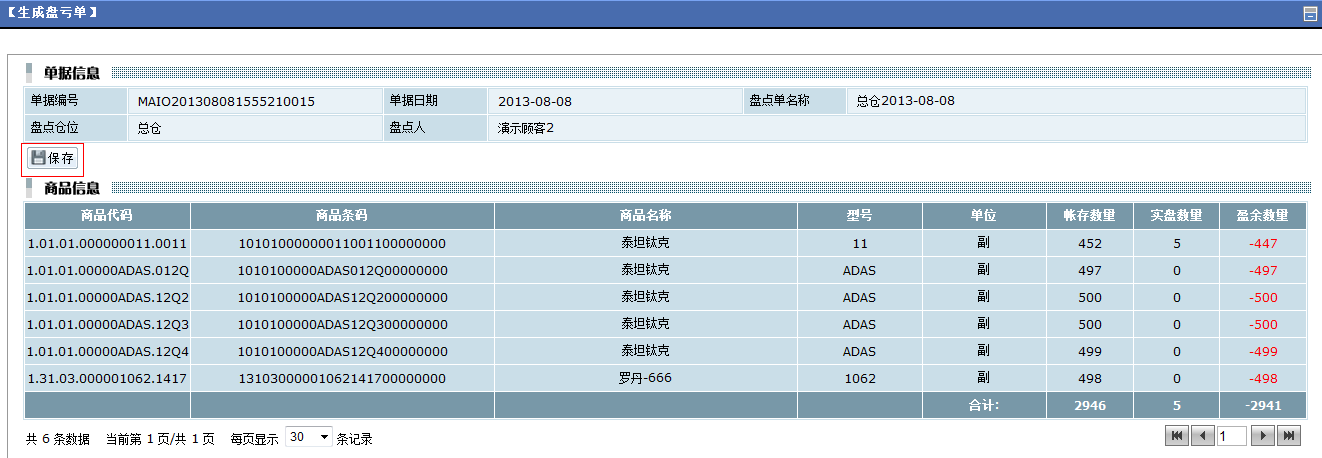 【生成盘亏单】
单据信息
单据编号 MAIO201308081555210015 单据日期 2013-08-08 盘点单名称 总仓2013-08-08
盘点仓位 总仓 盘点人 演示顾客2
保存
商品信息
商品代码 商品条码 商品名称 型号 单位 帐存数量 实盘数量 盈余数量
1.01.01.000000011.0011 10101000000011001100000000 泰坦钛克 11 副 452 5 -447
1.01.01.00000ADAS.012Q 1010100000ADAS012Q00000000 泰坦钛克 ADAS 副 497 0 -497
1.01.01.00000ADAS.12Q2 1010100000ADAS12Q200000000 泰坦钛克 ADAS 副 500 0 -500
1.01.01.00000ADAS.12Q3 1010100000ADAS12Q300000000 泰坦钛克 ADAS 副 500 0 -500
1.01.01.00000ADAS.12Q4 1010100000ADAS12Q400000000 泰坦钛克 ADAS 副 499 0 -499
1.31.03.000001062.1417 13103000001062141700000000 罗丹-666 1062 副 498 0 -498
合计: 2946 5 -2941
共 6 条数据 当前第 1 页/共 1 页 每页显示 30 条记录 1